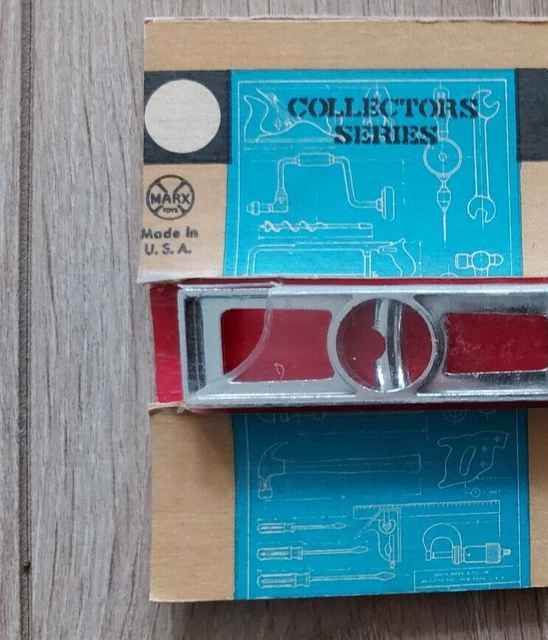 COLLECTORS
SERIES
MARX
TOYS
Made In
U. S. A.